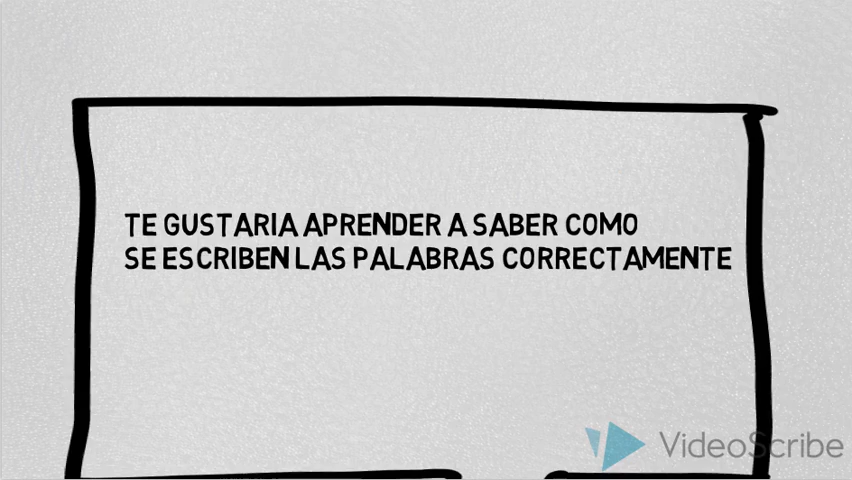 TE GUSTARIA APRENDER A SABER COMO
SE ESCRIBEN LAS PALABRAS CORRECTAMENTE
VideoScribe